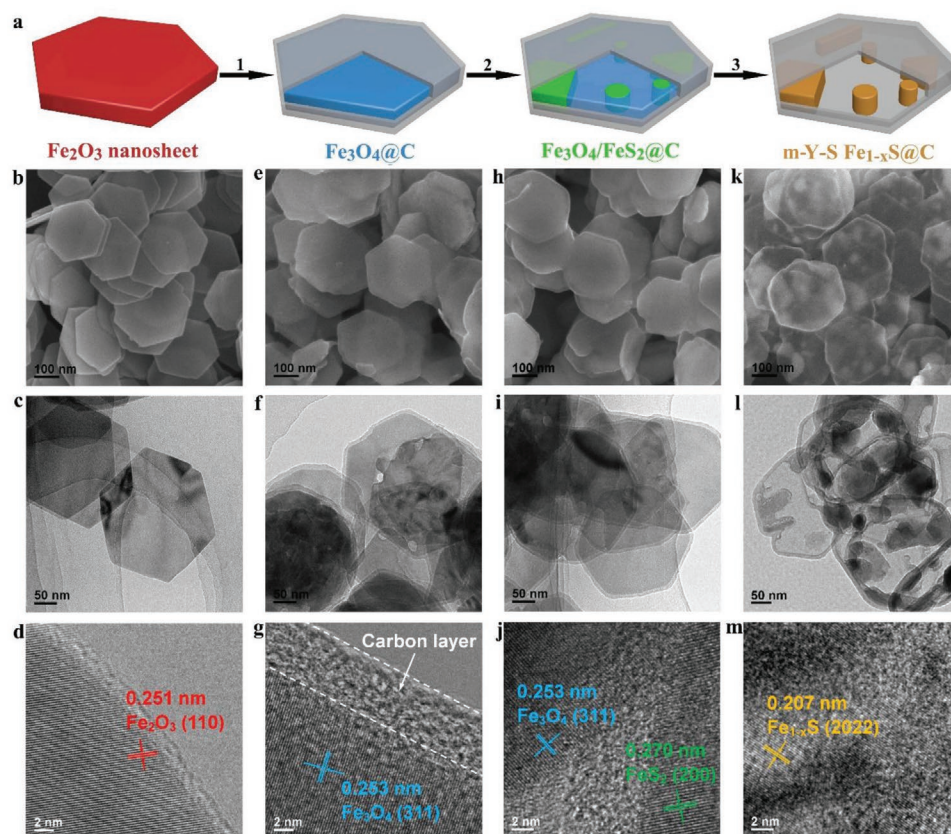 a
1
2
3
Fe₂O₃ nanosheet
Fe₃O₄@C
Fe₃O₄/FeS₂@C
m-Y-S Fe₁₋ₓS@C
b
100 nm
e
100 nm
h
100 nm
k
100 nm
c
50 nm
f
50 nm
i
50 nm
l
50 nm
d
0.251 nm
Fe₂O₃ (110)
2 nm
g
Carbon layer
0.253 nm
Fe₃O₄ (311)
2 nm
j
0.253 nm
Fe₃O₄ (311)
0.270 nm
FeS₂ (200)
2 nm
m
0.207 nm
Fe₁₋ₓS (2022)
2 nm